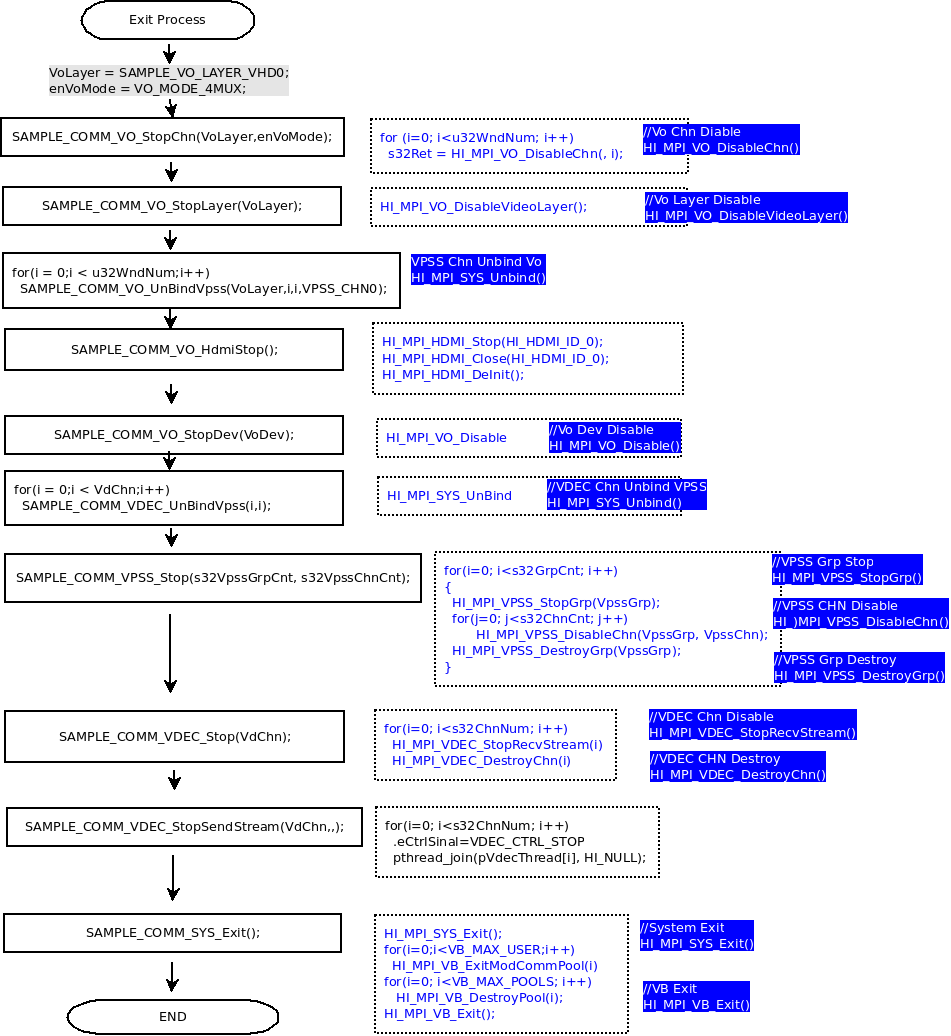 Exit Process
VoLayer = SAMPLE_VO_LAYER_VHD0;
enVoMode = VO_MODE_4MUX;
SAMPLE_COMM_VO_StopChn(VoLayer,enVoMode);
for (i=0; i<u32WndNum; i++)
s32Ret = HI_MPI_VO_DisableChn(, i);
//Vo Chn Diable
HI_MPI_VO_DisableChn()
SAMPLE_COMM_VO_StopLayer(VoLayer);
HI_MPI_VO_DisableVideoLayer();
//Vo Layer Disable
HI_MPI_VO_DisableVideoLayer()
for(i = 0;i < u32WndNum;i++)
SAMPLE_COMM_VO_UnBindVpss(VoLayer,i,i,VPSS_CHN0);
VPSS Chn Unbind Vo
HI_MPI_SYS_Unbind()
SAMPLE_COMM_VO_HdmiStop();
HI_MPI_HDMI_Stop(HI_HDMI_ID_0);
HI_MPI_HDMI_Close(HI_HDMI_ID_0);
HI_MPI_HDMI_DeInit();
SAMPLE_COMM_VO_StopDev(VoDev);
HI_MPI_VO_Disable
//Vo Dev Disable
HI_MPI_VO_Disable()
for(i = 0;i < VdChn;i++)
SAMPLE_COMM_VDEC_UnBindVpss(i,i);
HI_MPI_SYS_UnBind
//VDEC Chn Unbind VPSS
HI_MPI_SYS_Unbind()
SAMPLE_COMM_VPSS_Stop(s32VpssGrpCnt, s32VpssChnCnt);
for(i=0; i<s32GrpCnt; i++)
{
HI_MPI_VPSS_StopGrp(VpssGrp);
for(j=0; j<s32ChnCnt; j++)
HI_MPI_VPSS_DisableChn(VpssGrp, VpssChn);
HI_MPI_VPSS_DestroyGrp(VpssGrp);
}
//VPSS Grp Stop
HI_MPI_VPSS_StopGrp()
//VPSS CHN Disable
HI_)MPI_VPSS_DisableChn()
//VPSS Grp Destroy
HI_MPI_VPSS_DestroyGrp()
SAMPLE_COMM_VDEC_Stop(VdChn);
for(i=0; i<s32ChnNum; i++)
HI_MPI_VDEC_StopRecvStream(i)
HI_MPI_VDEC_DestroyChn(i)
//VDEC Chn Disable
HI_MPI_VDEC_StopRecvStream()
//VDEC CHN Destroy
HI_MPI_VDEC_DestroyChn()
SAMPLE_COMM_VDEC_StopSendStream(VdChn,,);
for(i=0; i<s32ChnNum; i++)
.eCtrlSinal=VDEC_CTRL_STOP
pthread_join(pVdecThread[i], HI_NULL);
SAMPLE_COMM_SYS_Exit();
HI_MPI_SYS_Exit();
for(i=0;i<VB_MAX_USER;i++)
HI_MPI_VB_ExitModCommPool(i)
for(i=0; i<VB_MAX_POOLS; i++)
HI_MPI_VB_DestroyPool(i);
HI_MPI_VB_Exit();
//System Exit
HI_MPI_SYS_Exit()
//VB Exit
HI_MPI_VB_Exit()
END